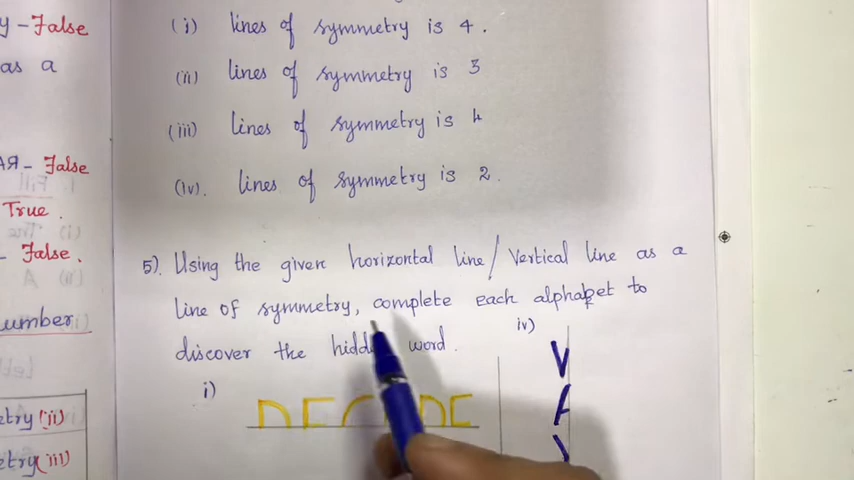 y - False
as a
AR - False
True.
- False.
umber
etry (ii)
etry (iii)
(i) lines of symmetry is 4.
(ii) lines of symmetry is 3
(iii) lines of symmetry is 4
(iv). lines of symmetry is 2.
5). Using the given horizontal line/Vertical line as a
line of symmetry, complete each alphabet to
discover the word.
i)
iv)